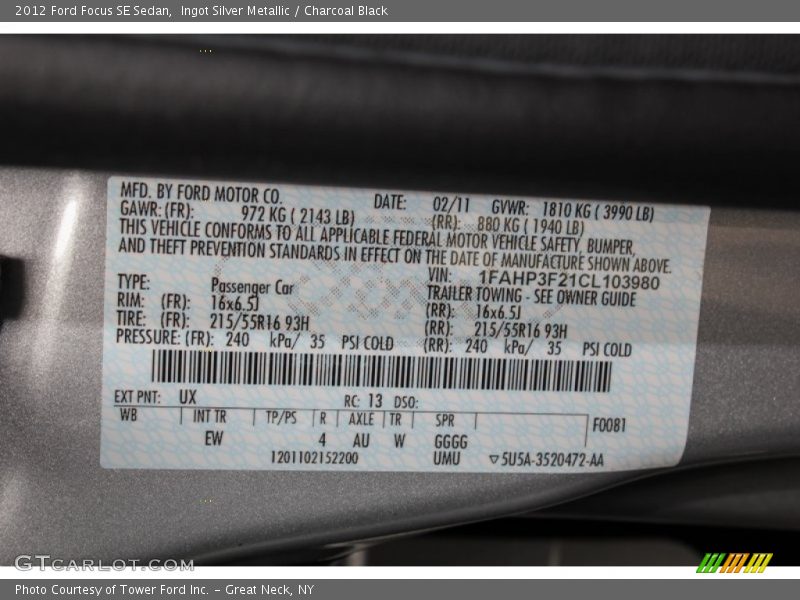 2012 Ford Focus SE Sedan,  Ingot Silver Metallic / Charcoal Black
MFD. BY FORD MOTOR CO. DATE: 02/11 GVWR: 1810 KG ( 3990 LB)
GAWR: (FR): 972 KG ( 2143 LB) (RR): 880 KG ( 1940 LB)
THIS VEHICLE CONFORMS TO ALL APPLICABLE FEDERAL MOTOR VEHICLE SAFETY, BUMPER,
AND THEFT PREVENTION STANDARDS IN EFFECT ON THE DATE OF MANUFACTURE SHOWN ABOVE.
VIN: 1FAHP3F21CL103980
TYPE: Passenger Car TRAILER TOWING - SEE OWNER GUIDE
RIM: (FR): 16x6.5J (RR): 16x6.5J
TIRE: (FR): 215/55R16 93H (RR): 215/55R16 93H
PRESSURE: (FR): 240 kPa/ 35 PSI COLD (RR): 240 kPa/ 35 PSI COLD
EXT PNT: UX RC: 13 DSO:
WB INT TR TP/PS R AXLE TR SPR F0081
EW 4 AU W GGGG
1201102152200 UMU ▽5U5A-3520472-AA
GTCARLOT.COM
Photo Courtesy of Tower Ford Inc. – Great Neck, NY